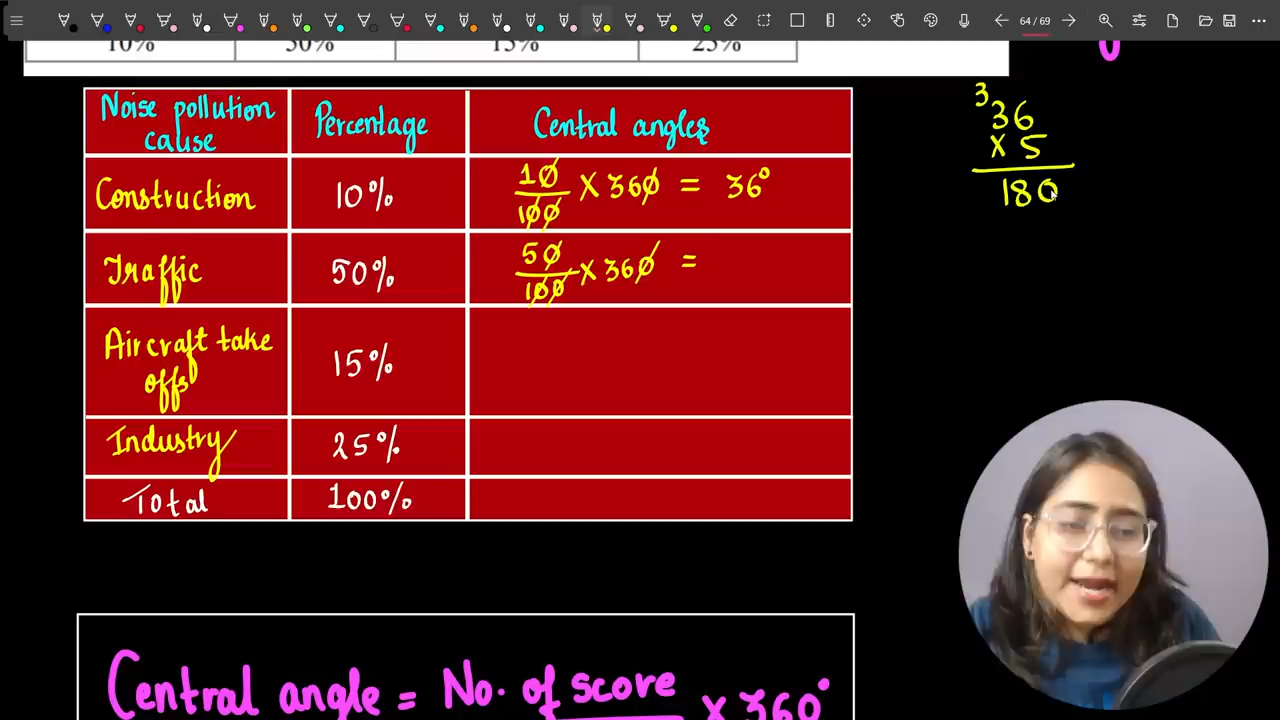 64 / 69
10% 50% 15% 25%
Noise pollution cause Percentage Central angles
Construction 10% 10/100 × 360 = 36°
Traffic 50% 50/100 × 360 =
Aircraft take offs 15%
Industry 25%
Total 100%
3
36
× 5
180
Central angle = No. of score × 360°